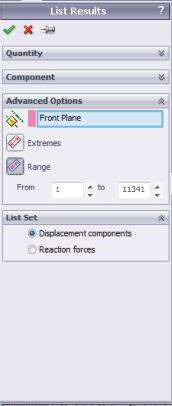 List Results ?
Quantity
Component
Advanced Options
Front Plane
Extremes
Range
From 1 to 11341
List Set
Displacement components
Reaction forces